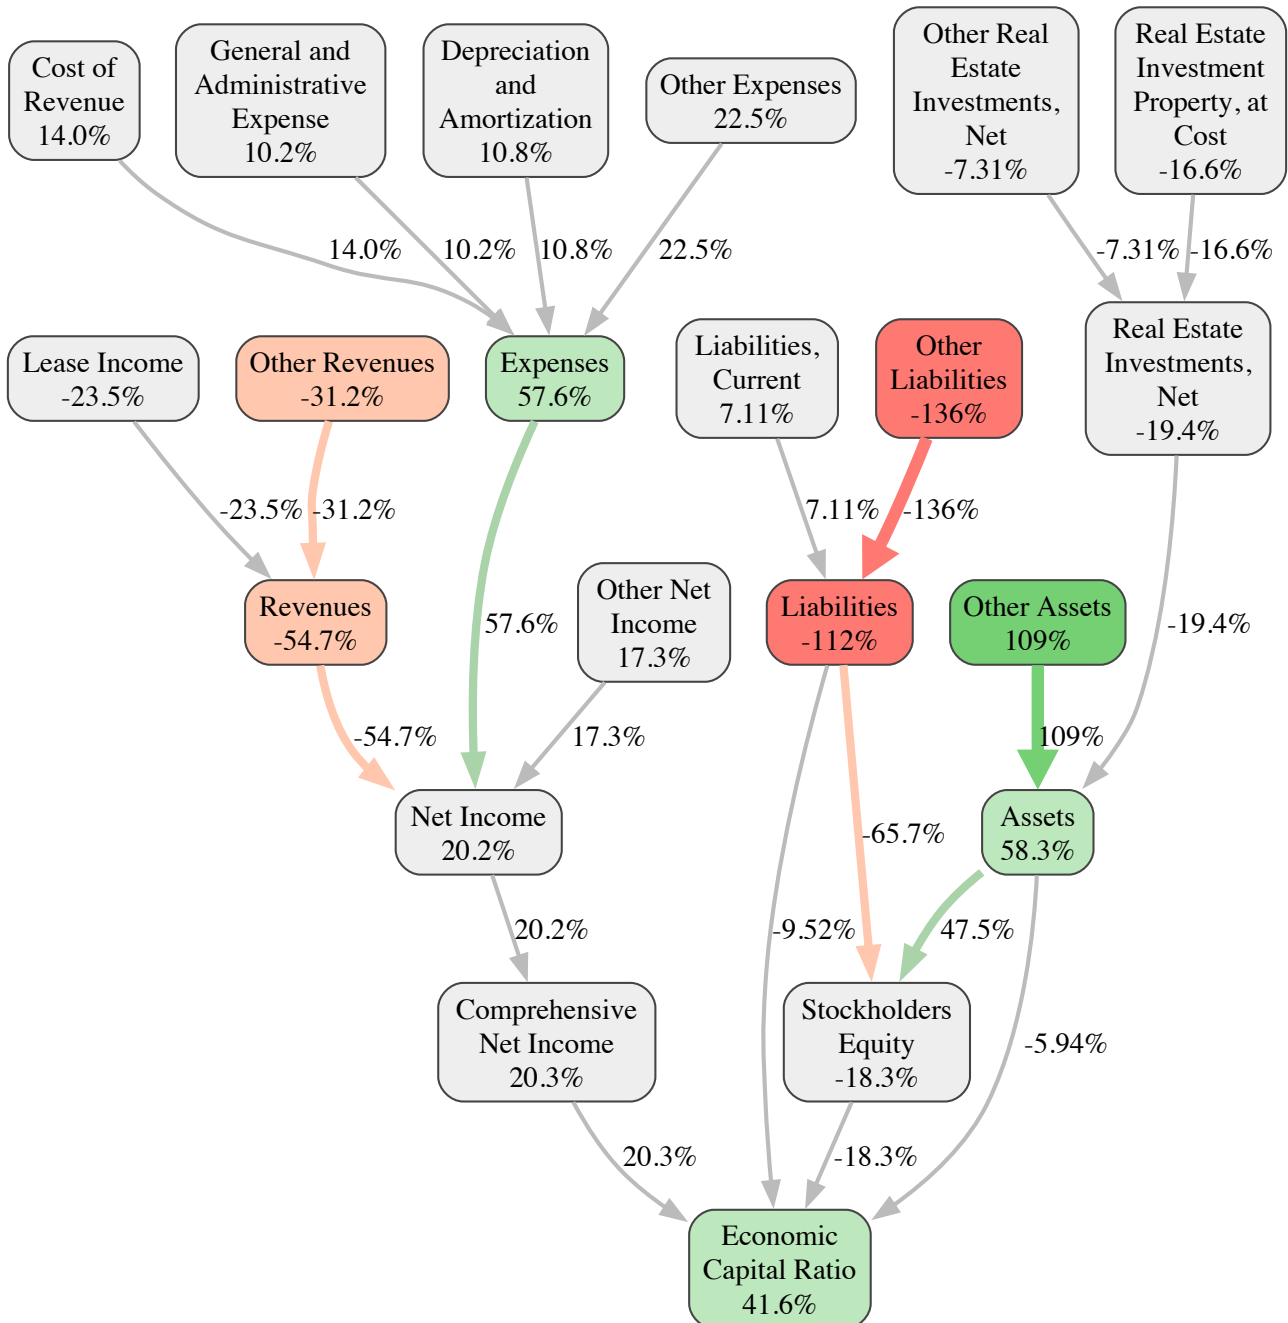 Cost of
Revenue
14.0%
General and
Administrative
Expense
10.2%
Depreciation
and
Amortization
10.8%
Other Expenses
22.5%
Other Real
Estate
Investments,
Net
-7.31%
Real Estate
Investment
Property, at
Cost
-16.6%
14.0%
10.2%
10.8%
22.5%
-7.31%
-16.6%
Lease Income
-23.5%
Other Revenues
-31.2%
Expenses
57.6%
Liabilities,
Current
7.11%
Other
Liabilities
-136%
Real Estate
Investments,
Net
-19.4%
-23.5%
-31.2%
7.11%
-136%
Revenues
-54.7%
57.6%
Other Net
Income
17.3%
Liabilities
-112%
Other Assets
109%
-19.4%
-54.7%
17.3%
109%
Net Income
20.2%
-65.7%
Assets
58.3%
20.2%
-9.52%
47.5%
Comprehensive
Net Income
20.3%
Stockholders
Equity
-18.3%
-5.94%
20.3%
-18.3%
Economic
Capital Ratio
41.6%